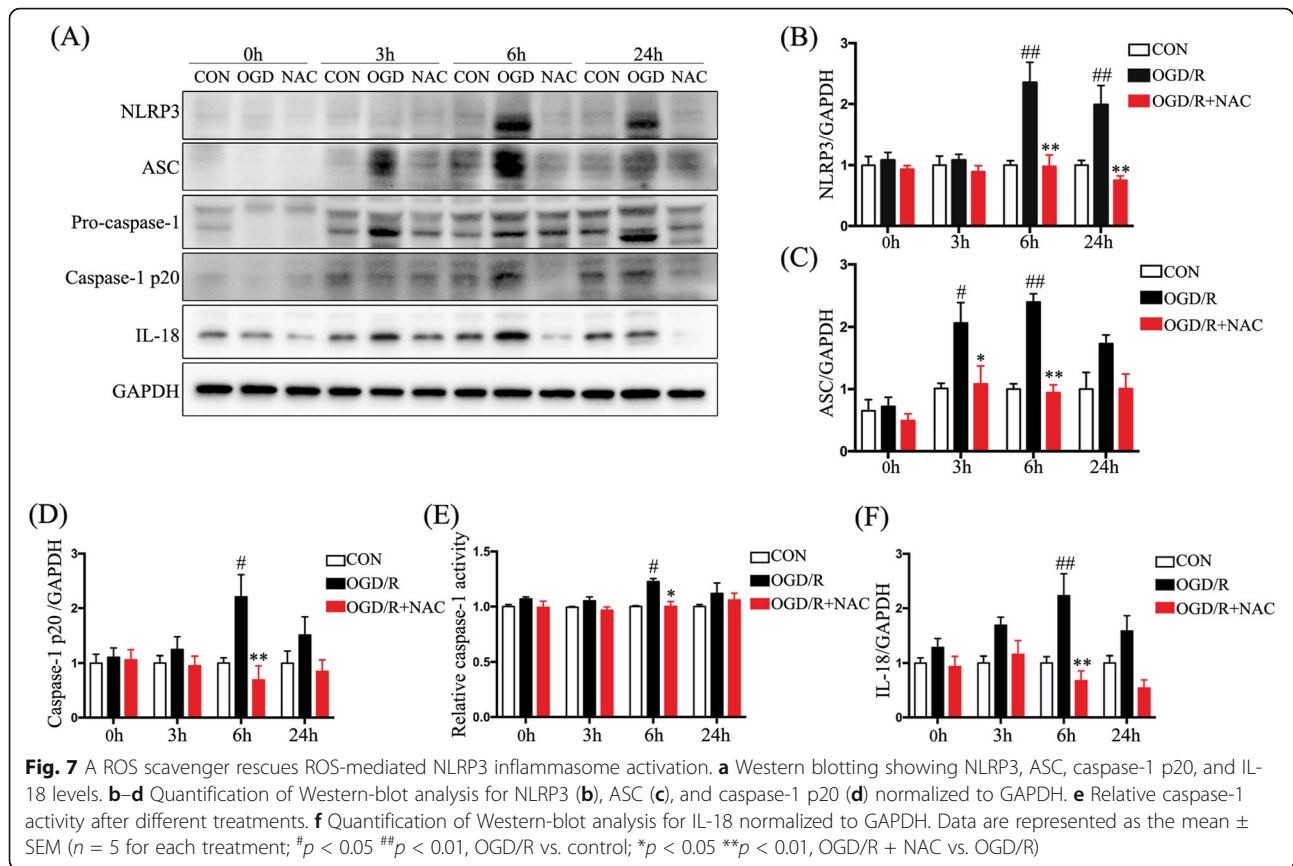 (A)
0h 3h 6h 24h
CON OGD NAC CON OGD NAC CON OGD NAC CON OGD NAC
NLRP3
ASC
Pro-caspase-1
Caspase-1 p20
IL-18
GAPDH
(B)
NLRP3/GAPDH
3
2
1
0
## ##
** **
0h 3h 6h 24h
CON
OGD/R
OGD/R+NAC
(C)
ASC/GAPDH
3
2
1
0
# ##
* **
0h 3h 6h 24h
CON
OGD/R
OGD/R+NAC
(D)
Caspase-1 p20 /GAPDH
3
2
1
0
#
**
0h 3h 6h 24h
CON
OGD/R
OGD/R+NAC
(E)
Relative caspase-1 activity
1.5
1.0
0.5
0.0
#
*
0h 3h 6h 24h
CON
OGD/R
OGD/R+NAC
(F)
IL-18/GAPDH
3
2
1
0
##
**
0h 3h 6h 24h
CON
OGD/R
OGD/R+NAC
Fig. 7 A ROS scavenger rescues ROS-mediated NLRP3 inflammasome activation. a Western blotting showing NLRP3, ASC, caspase-1 p20, and IL-
18 levels. b–d Quantification of Western-blot analysis for NLRP3 (b), ASC (c), and caspase-1 p20 (d) normalized to GAPDH. e Relative caspase-1
activity after different treatments. f Quantification of Western-blot analysis for IL-18 normalized to GAPDH. Data are represented as the mean ±
SEM (n = 5 for each treatment; #p < 0.05 ##p < 0.01, OGD/R vs. control; *p < 0.05 **p < 0.01, OGD/R + NAC vs. OGD/R)